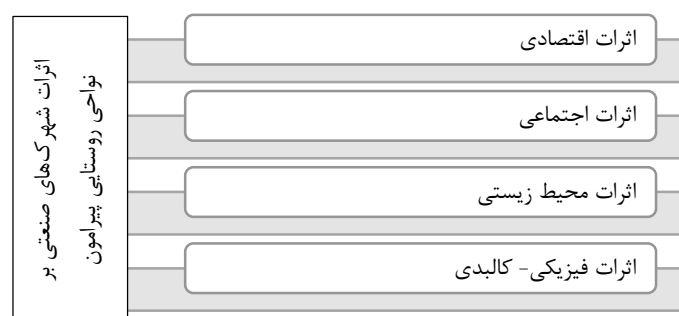 اثرات شهرک‌های صنعتی بر
نواحی روستایی پیرامون
اثرات اقتصادی
اثرات اجتماعی
اثرات محیط زیستی
اثرات فیزیکی- کالبدی